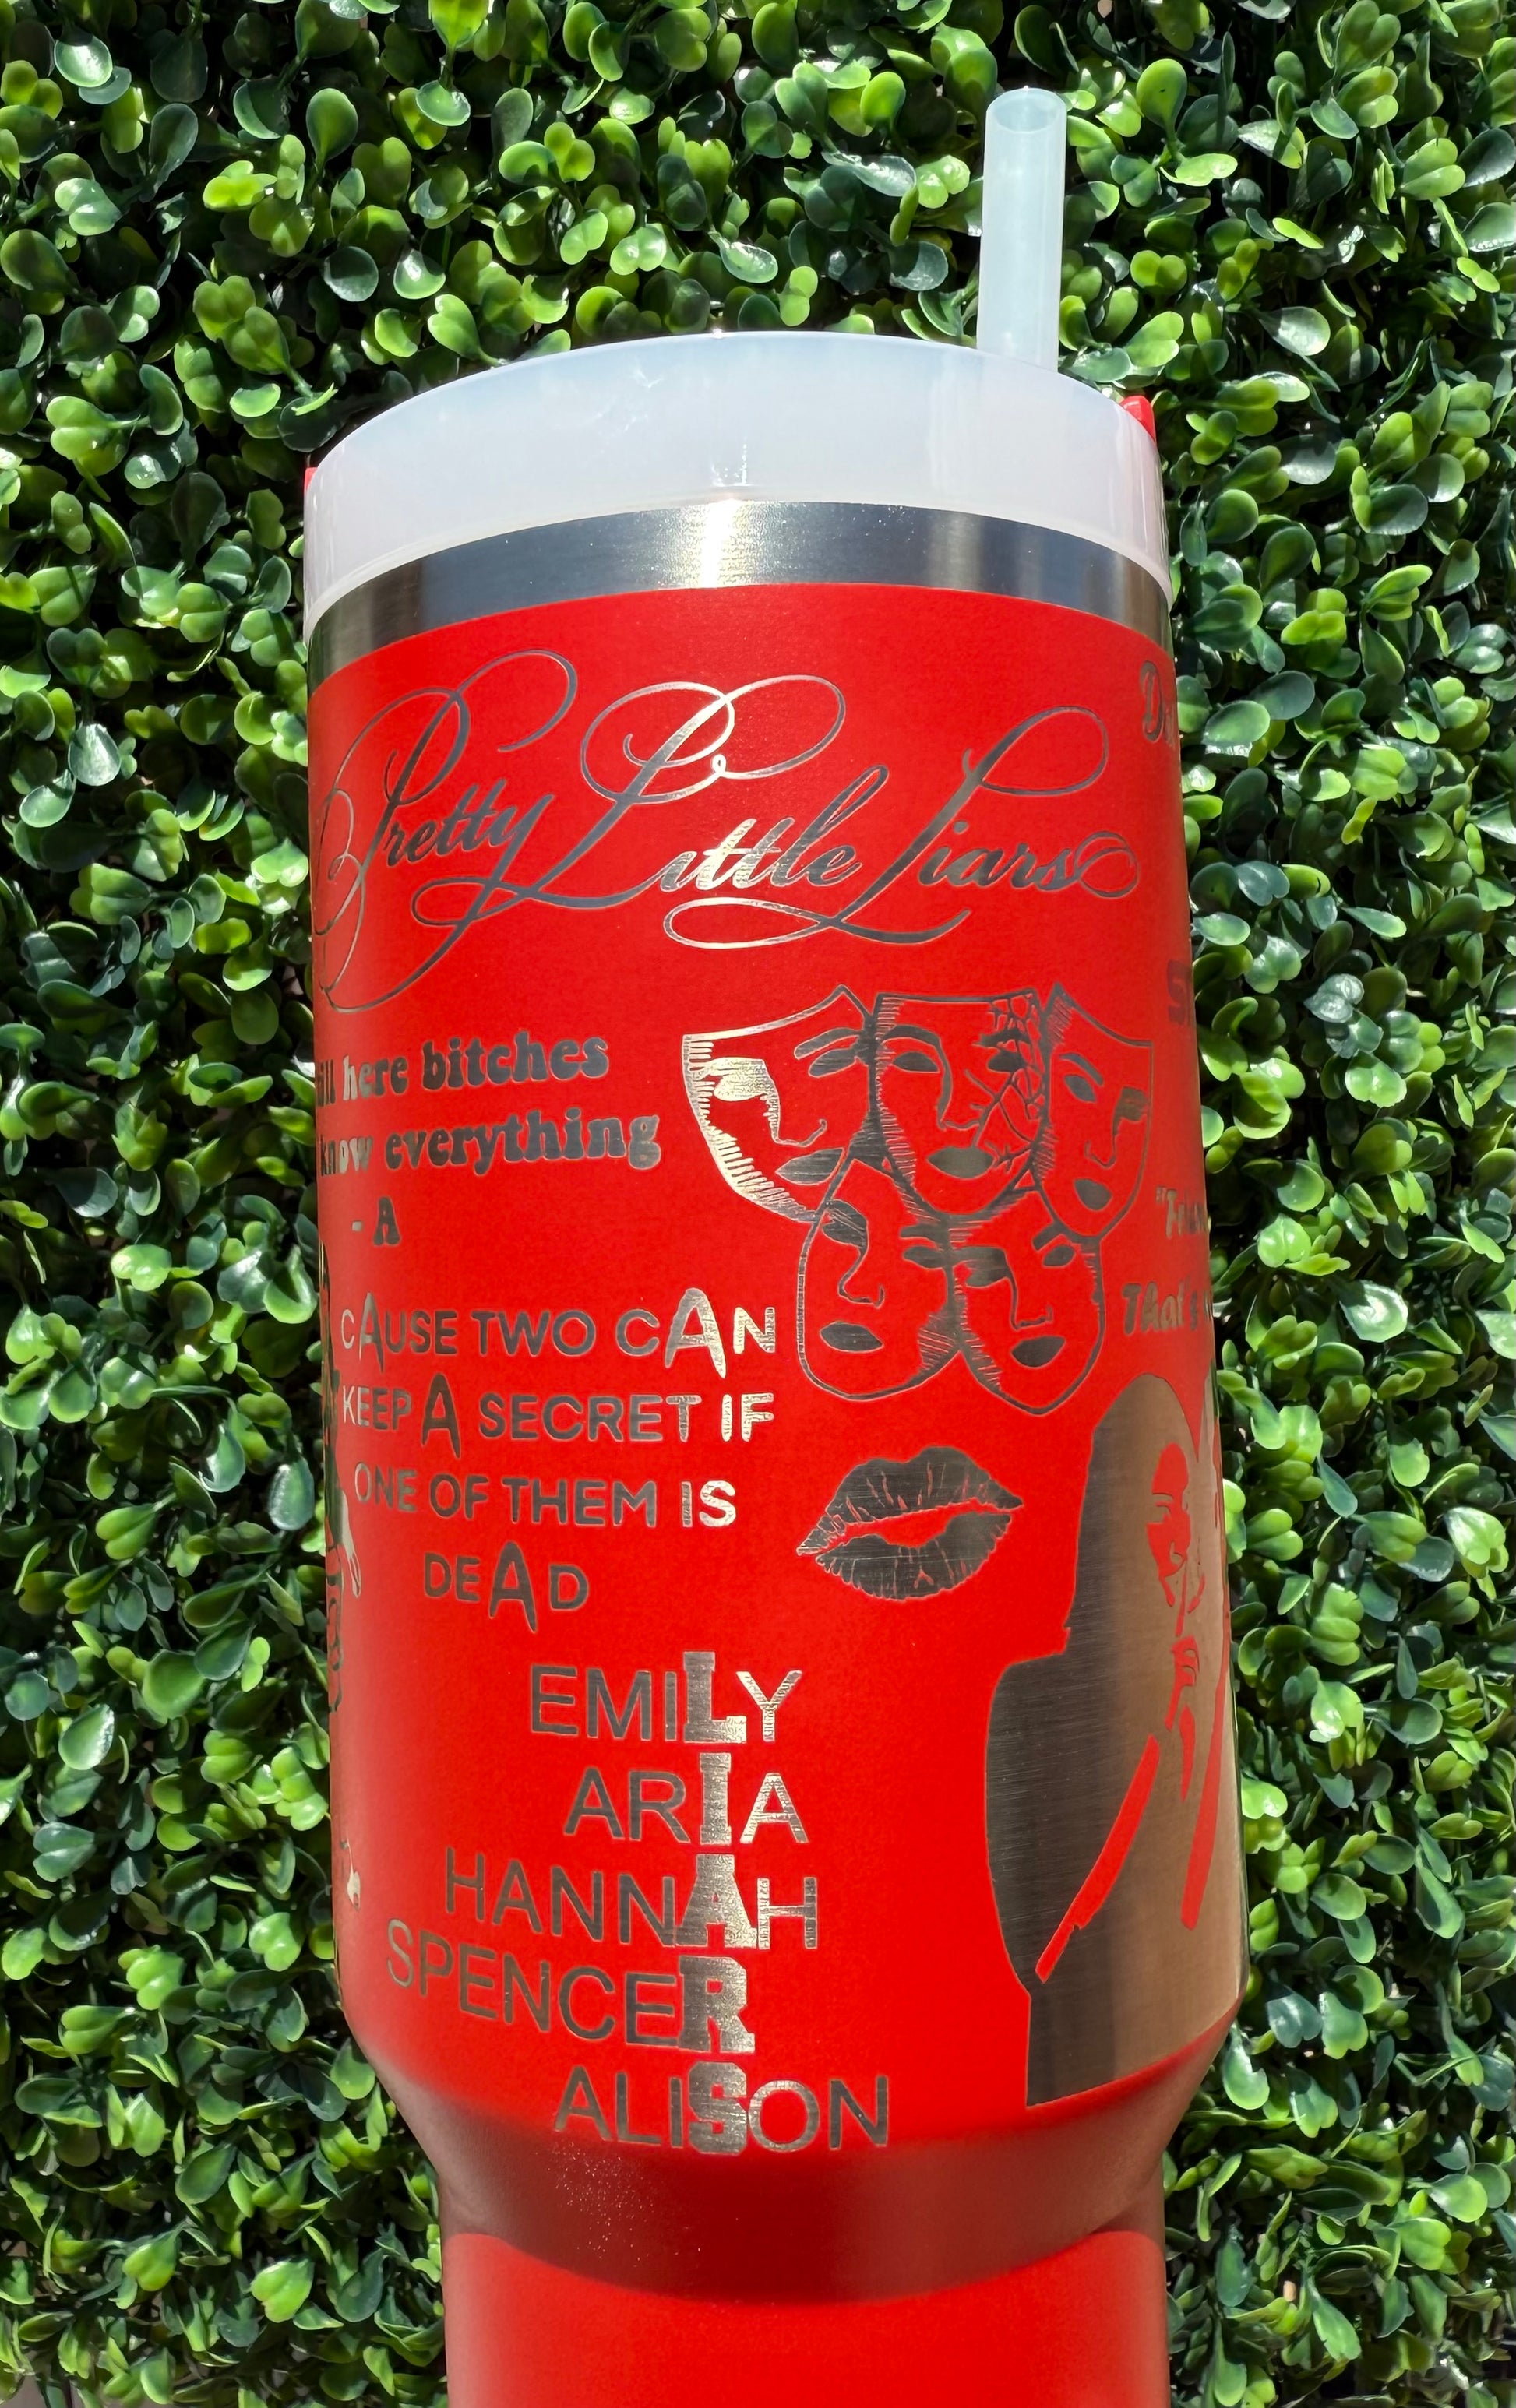 Pretty Little Liars
here bitches
know everything
- A
CAUSE TWO CAN
KEEP A SECRET IF
ONE OF THEM IS
DEAD
EMILY
ARIA
HANNAH
SPENCER
ALISON
That's